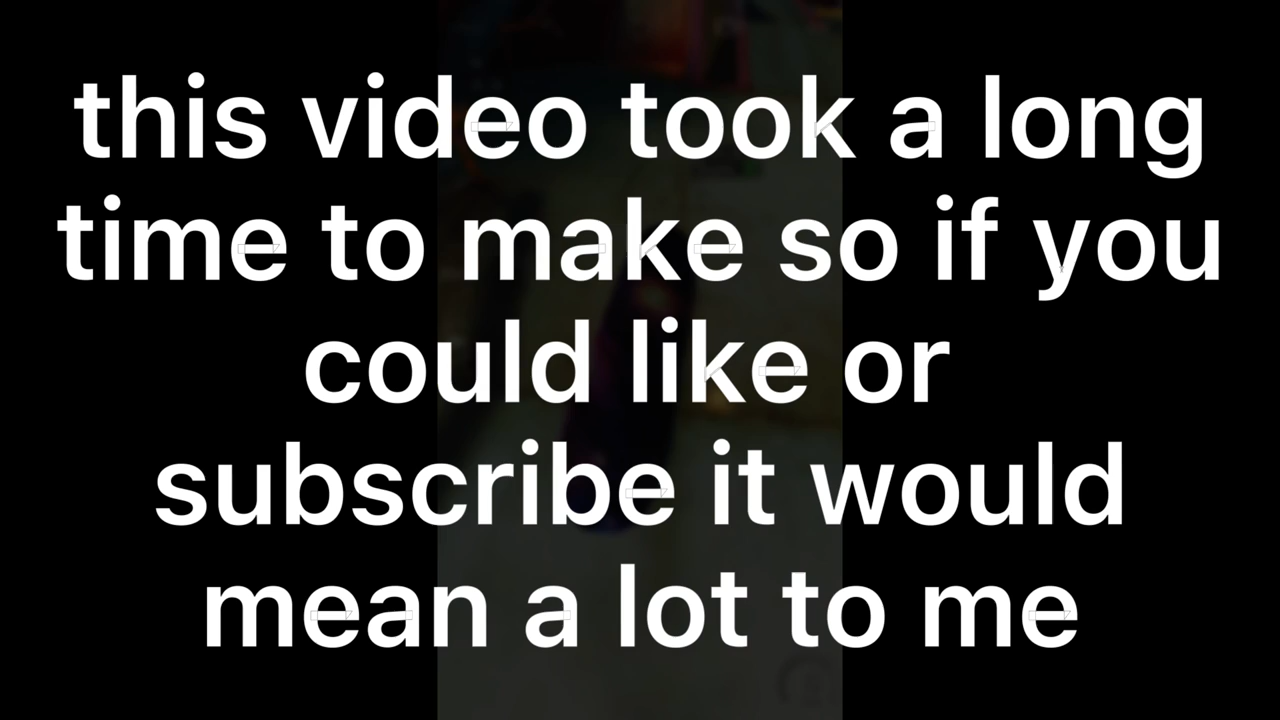 this video took a long
time to make so if you
could like or
subscribe it would
mean a lot to me